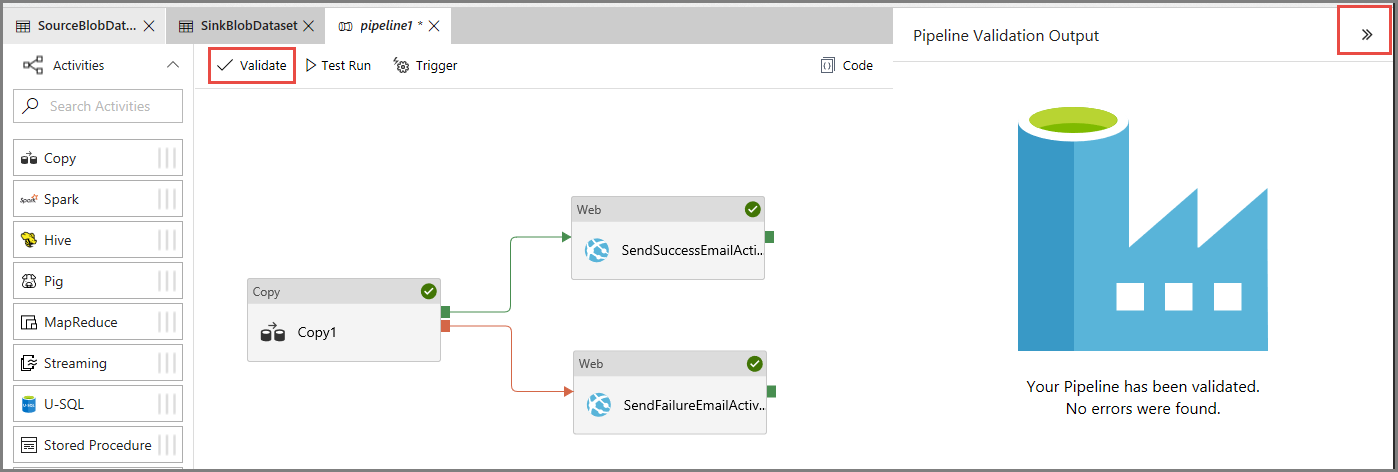 SourceBlobDat...
SinkBlobDataset
pipeline1 *
Activities
Search Activities
Copy
Spark
Hive
Pig
MapReduce
Streaming
U-SQL
Stored Procedure
Validate
Test Run
Trigger
Code
Copy
Copy1
Web
SendSuccessEmailActi...
Web
SendFailureEmailActiv...
Pipeline Validation Output
Your Pipeline has been validated.
No errors were found.